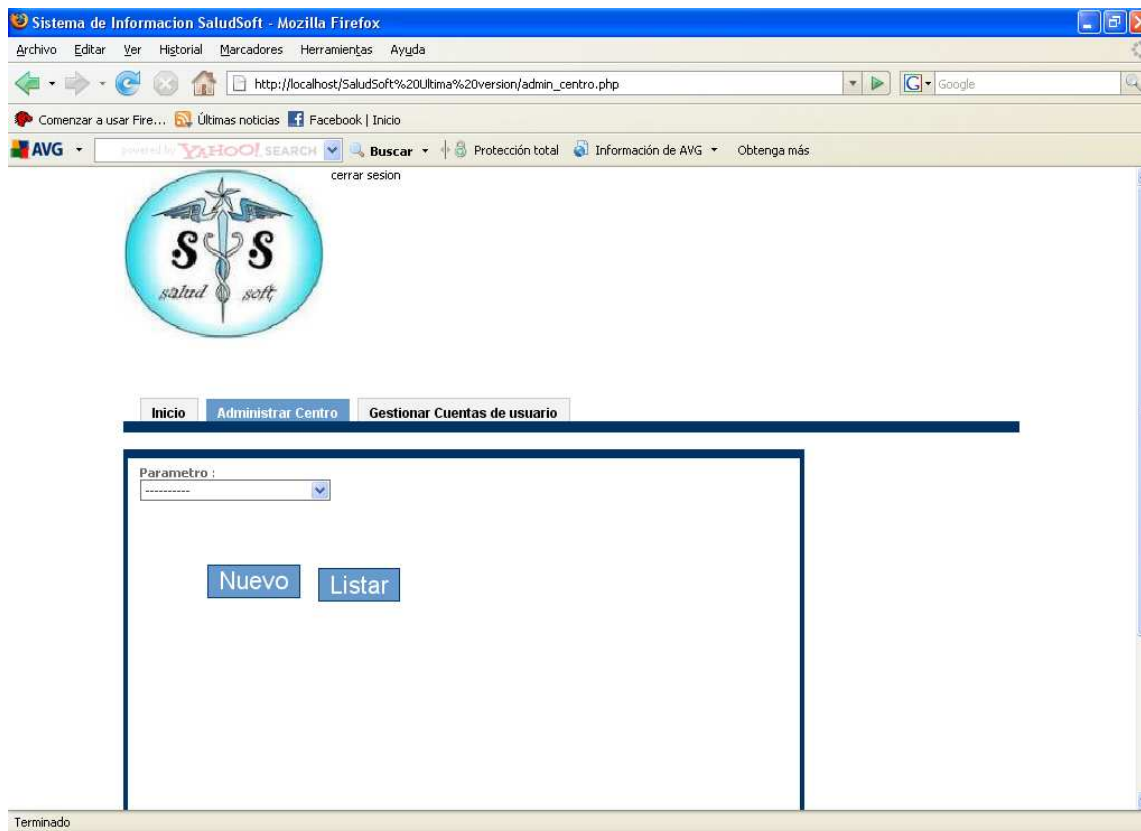 Sistema de Informacion SaludSoft - Mozilla Firefox
Archivo Editar Ver Historial Marcadores Herramientas Ayuda
http://localhost/SaludSoft%20Ultima%20version/admin_centro.php G Google
Comenzar a usar Fire... Últimas noticias Facebook | Inicio
AVG powered by YAHOO! SEARCH Buscar Protección total Información de AVG Obtenga más
cerrar sesion
S S
salud soft
Inicio Administrar Centro Gestionar Cuentas de usuario
Parametro :
----------
Nuevo Listar
Terminado